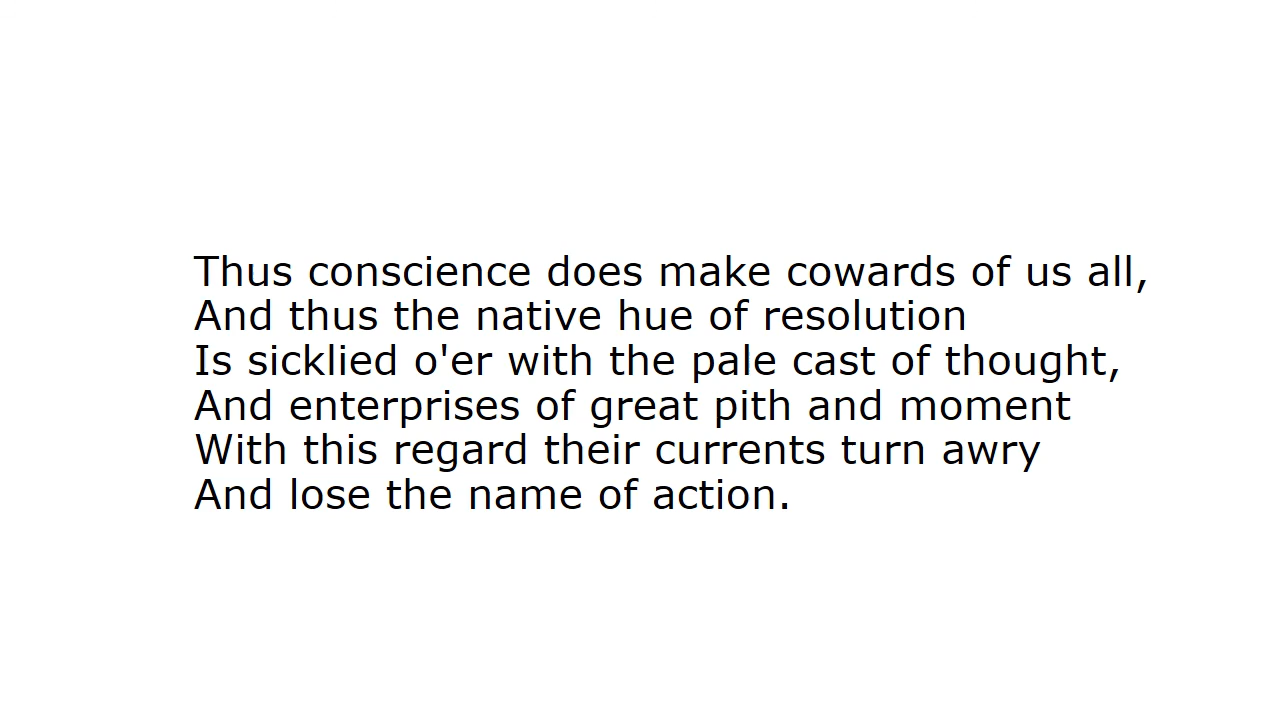 Thus conscience does make cowards of us all,
And thus the native hue of resolution
Is sicklied o'er with the pale cast of thought,
And enterprises of great pith and moment
With this regard their currents turn awry
And lose the name of action.